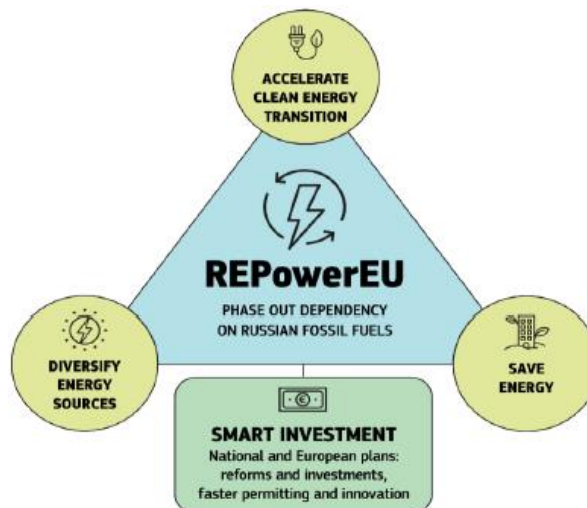 ACCELERATE
CLEAN ENERGY
TRANSITION
REPowerEU
PHASE OUT DEPENDENCY
ON RUSSIAN FOSSIL FUELS
DIVERSIFY
ENERGY
SOURCES
SAVE
ENERGY
€
SMART INVESTMENT
National and European plans:
reforms and investments,
faster permitting and innovation